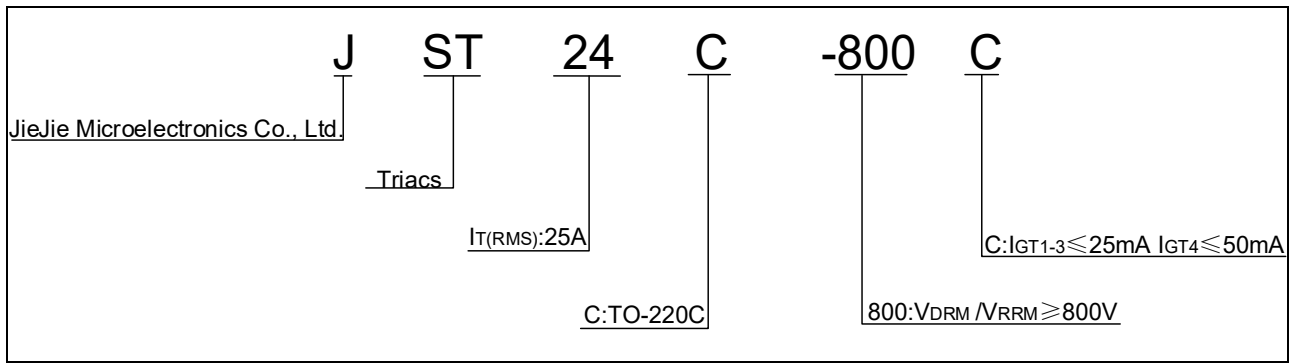 J ST 24 C -800 C
JieJie Microelectronics Co., Ltd.
Triacs
IT(RMS):25A
C:IGT1-3≤25mA IGT4≤50mA
C:TO-220C
800:VDRM /VRRM≥800V